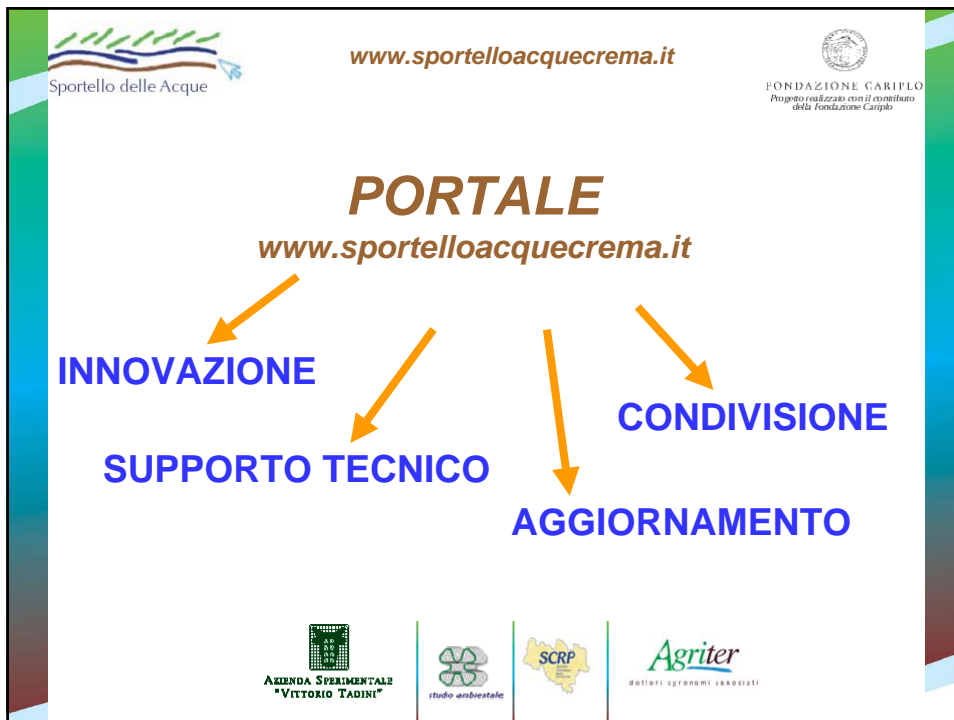 www.sportelloacquecrema.it
Sportello delle Acque
FONDAZIONE CARIPLO
Progetto realizzato con il contributo
della Fondazione Cariplo
PORTALE
www.sportelloacquecrema.it
INNOVAZIONE
CONDIVISIONE
SUPPORTO TECNICO
AGGIORNAMENTO
AZIENDA SPERIMENTALE
"VITTORIO TADINI"
studio ambientale
SCRP
Agriter
dottori agronomi associati